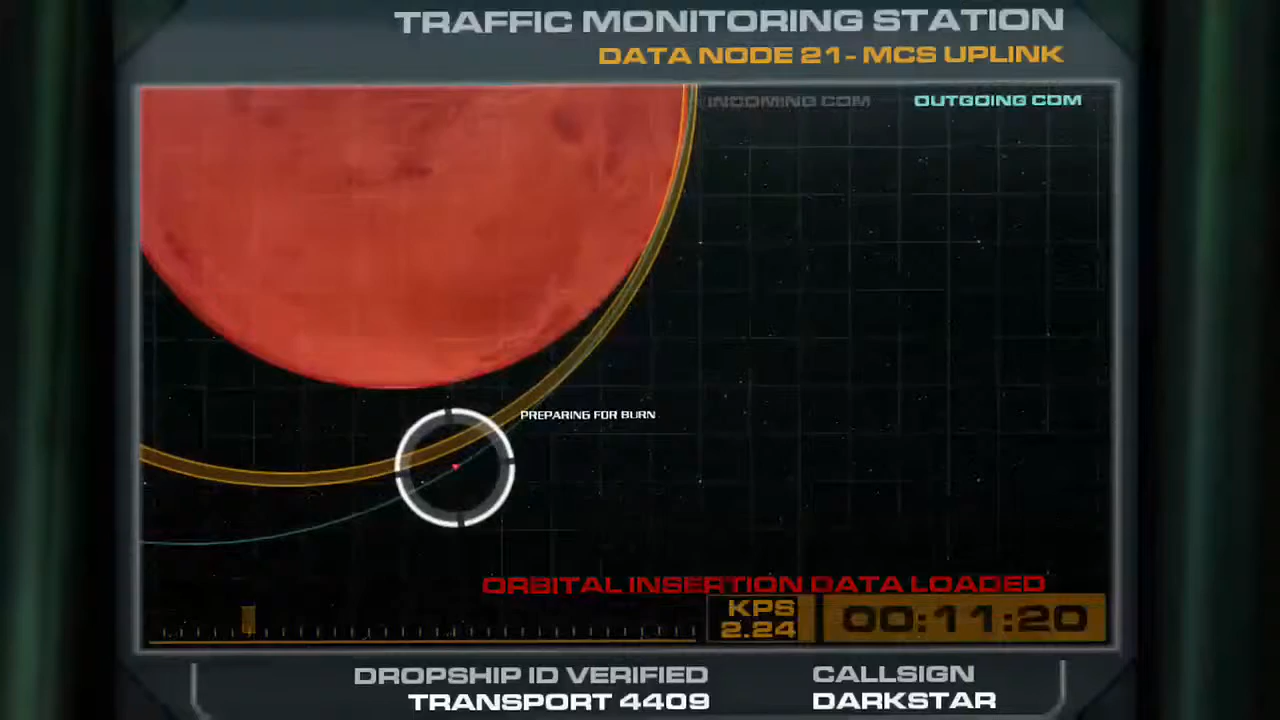 TRAFFIC MONITORING STATION
DATA NODE 21- MCS UPLINK
INCOMING COM
OUTGOING COM
PREPARING FOR BURN
ORBITAL INSERTION DATA LOADED
KPS
2.24
00:11:20
DROPSHIP ID VERIFIED
TRANSPORT 4409
CALLSIGN
DARKSTAR